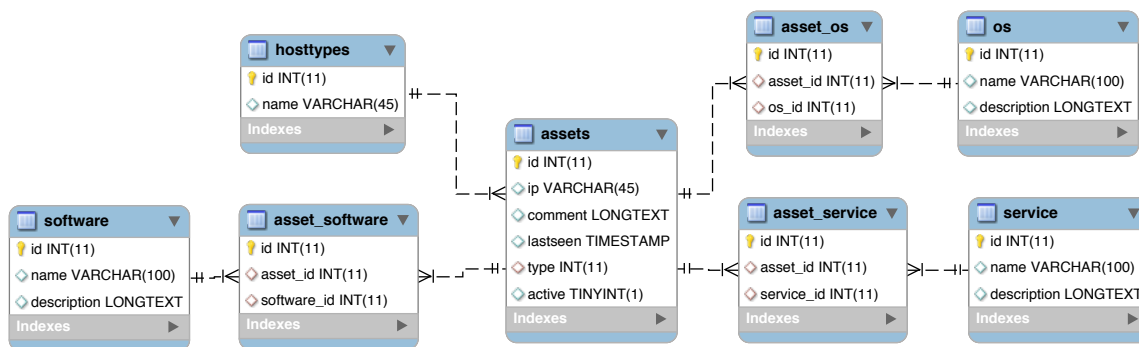 hosttypes
id INT(11)
name VARCHAR(45)
Indexes
software
id INT(11)
name VARCHAR(100)
description LONGTEXT
Indexes
asset_software
id INT(11)
asset_id INT(11)
software_id INT(11)
Indexes
assets
id INT(11)
ip VARCHAR(45)
comment LONGTEXT
lastseen TIMESTAMP
type INT(11)
active TINYINT(1)
Indexes
asset_os
id INT(11)
asset_id INT(11)
os_id INT(11)
Indexes
os
id INT(11)
name VARCHAR(100)
description LONGTEXT
Indexes
asset_service
id INT(11)
asset_id INT(11)
service_id INT(11)
Indexes
service
id INT(11)
name VARCHAR(100)
description LONGTEXT
Indexes